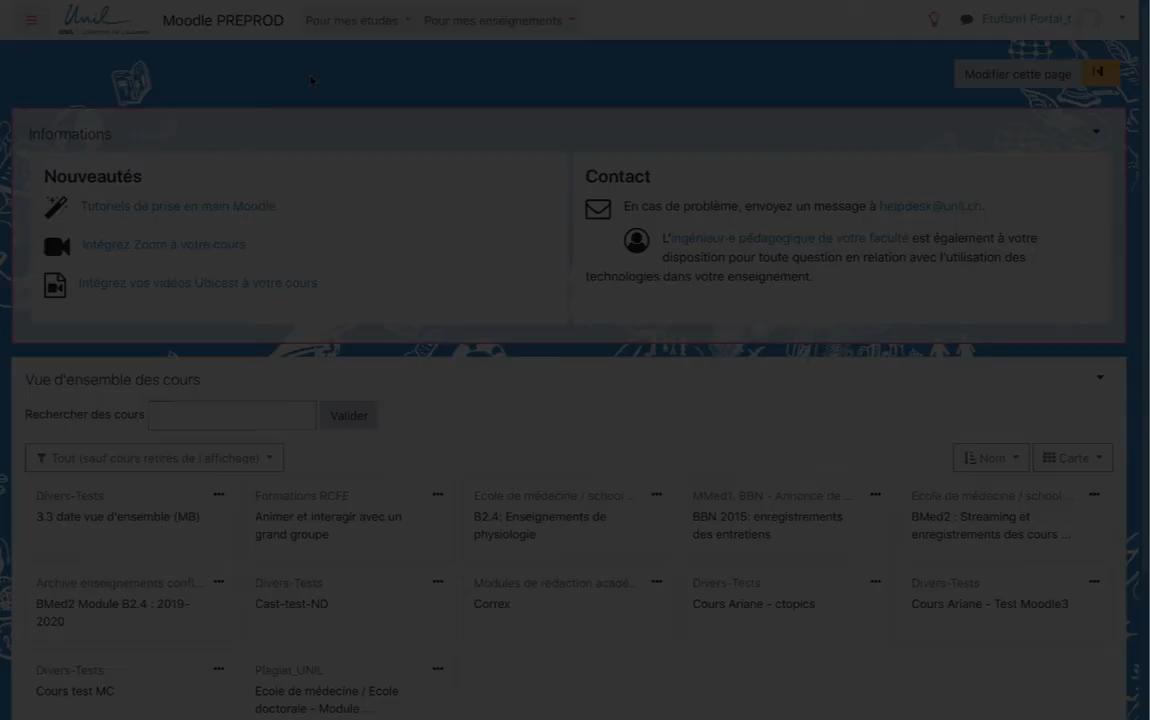 Unil
Moodle PREPROD
Pour mes études
Pour mes enseignements
Etufbm1 Portal_t
Modifier cette page
Informations
Nouveautés
Tutoriels de prise en main Moodle
Intégrez Zoom à votre cours
Intégrez vos vidéos Ubicast à votre cours
Contact
En cas de problème, envoyez un message à helpdesk@unil.ch.
L'ingénieur·e pédagogique de votre faculté est également à votre
disposition pour toute question en relation avec l'utilisation des
technologies dans votre enseignement.
Vue d'ensemble des cours
Rechercher des cours
Valider
Tout (sauf cours retirés de l'affichage)
Nom
Carte
Divers-Tests
3.3 date vue d'ensemble (MB)
Formations RCFE
Animer et interagir avec un
grand groupe
Ecole de médecine / school ...
B2.4: Enseignements de
physiologie
MMed1. BBN - Annonce de ...
BBN 2015: enregistrements
des entretiens
Ecole de médecine / school ...
BMed2 : Streaming et
enregistrements des cours ...
Archive enseignements confi...
BMed2 Module B2.4 : 2019-
2020
Divers-Tests
Cast-test-ND
Modules de rédaction acadé...
Correx
Divers-Tests
Cours Ariane - ctopics
Divers-Tests
Cours Ariane - Test Moodle3
Divers-Tests
Cours test MC
Plagiat_UNIL
Ecole de médecine / Ecole
doctorale - Module ...